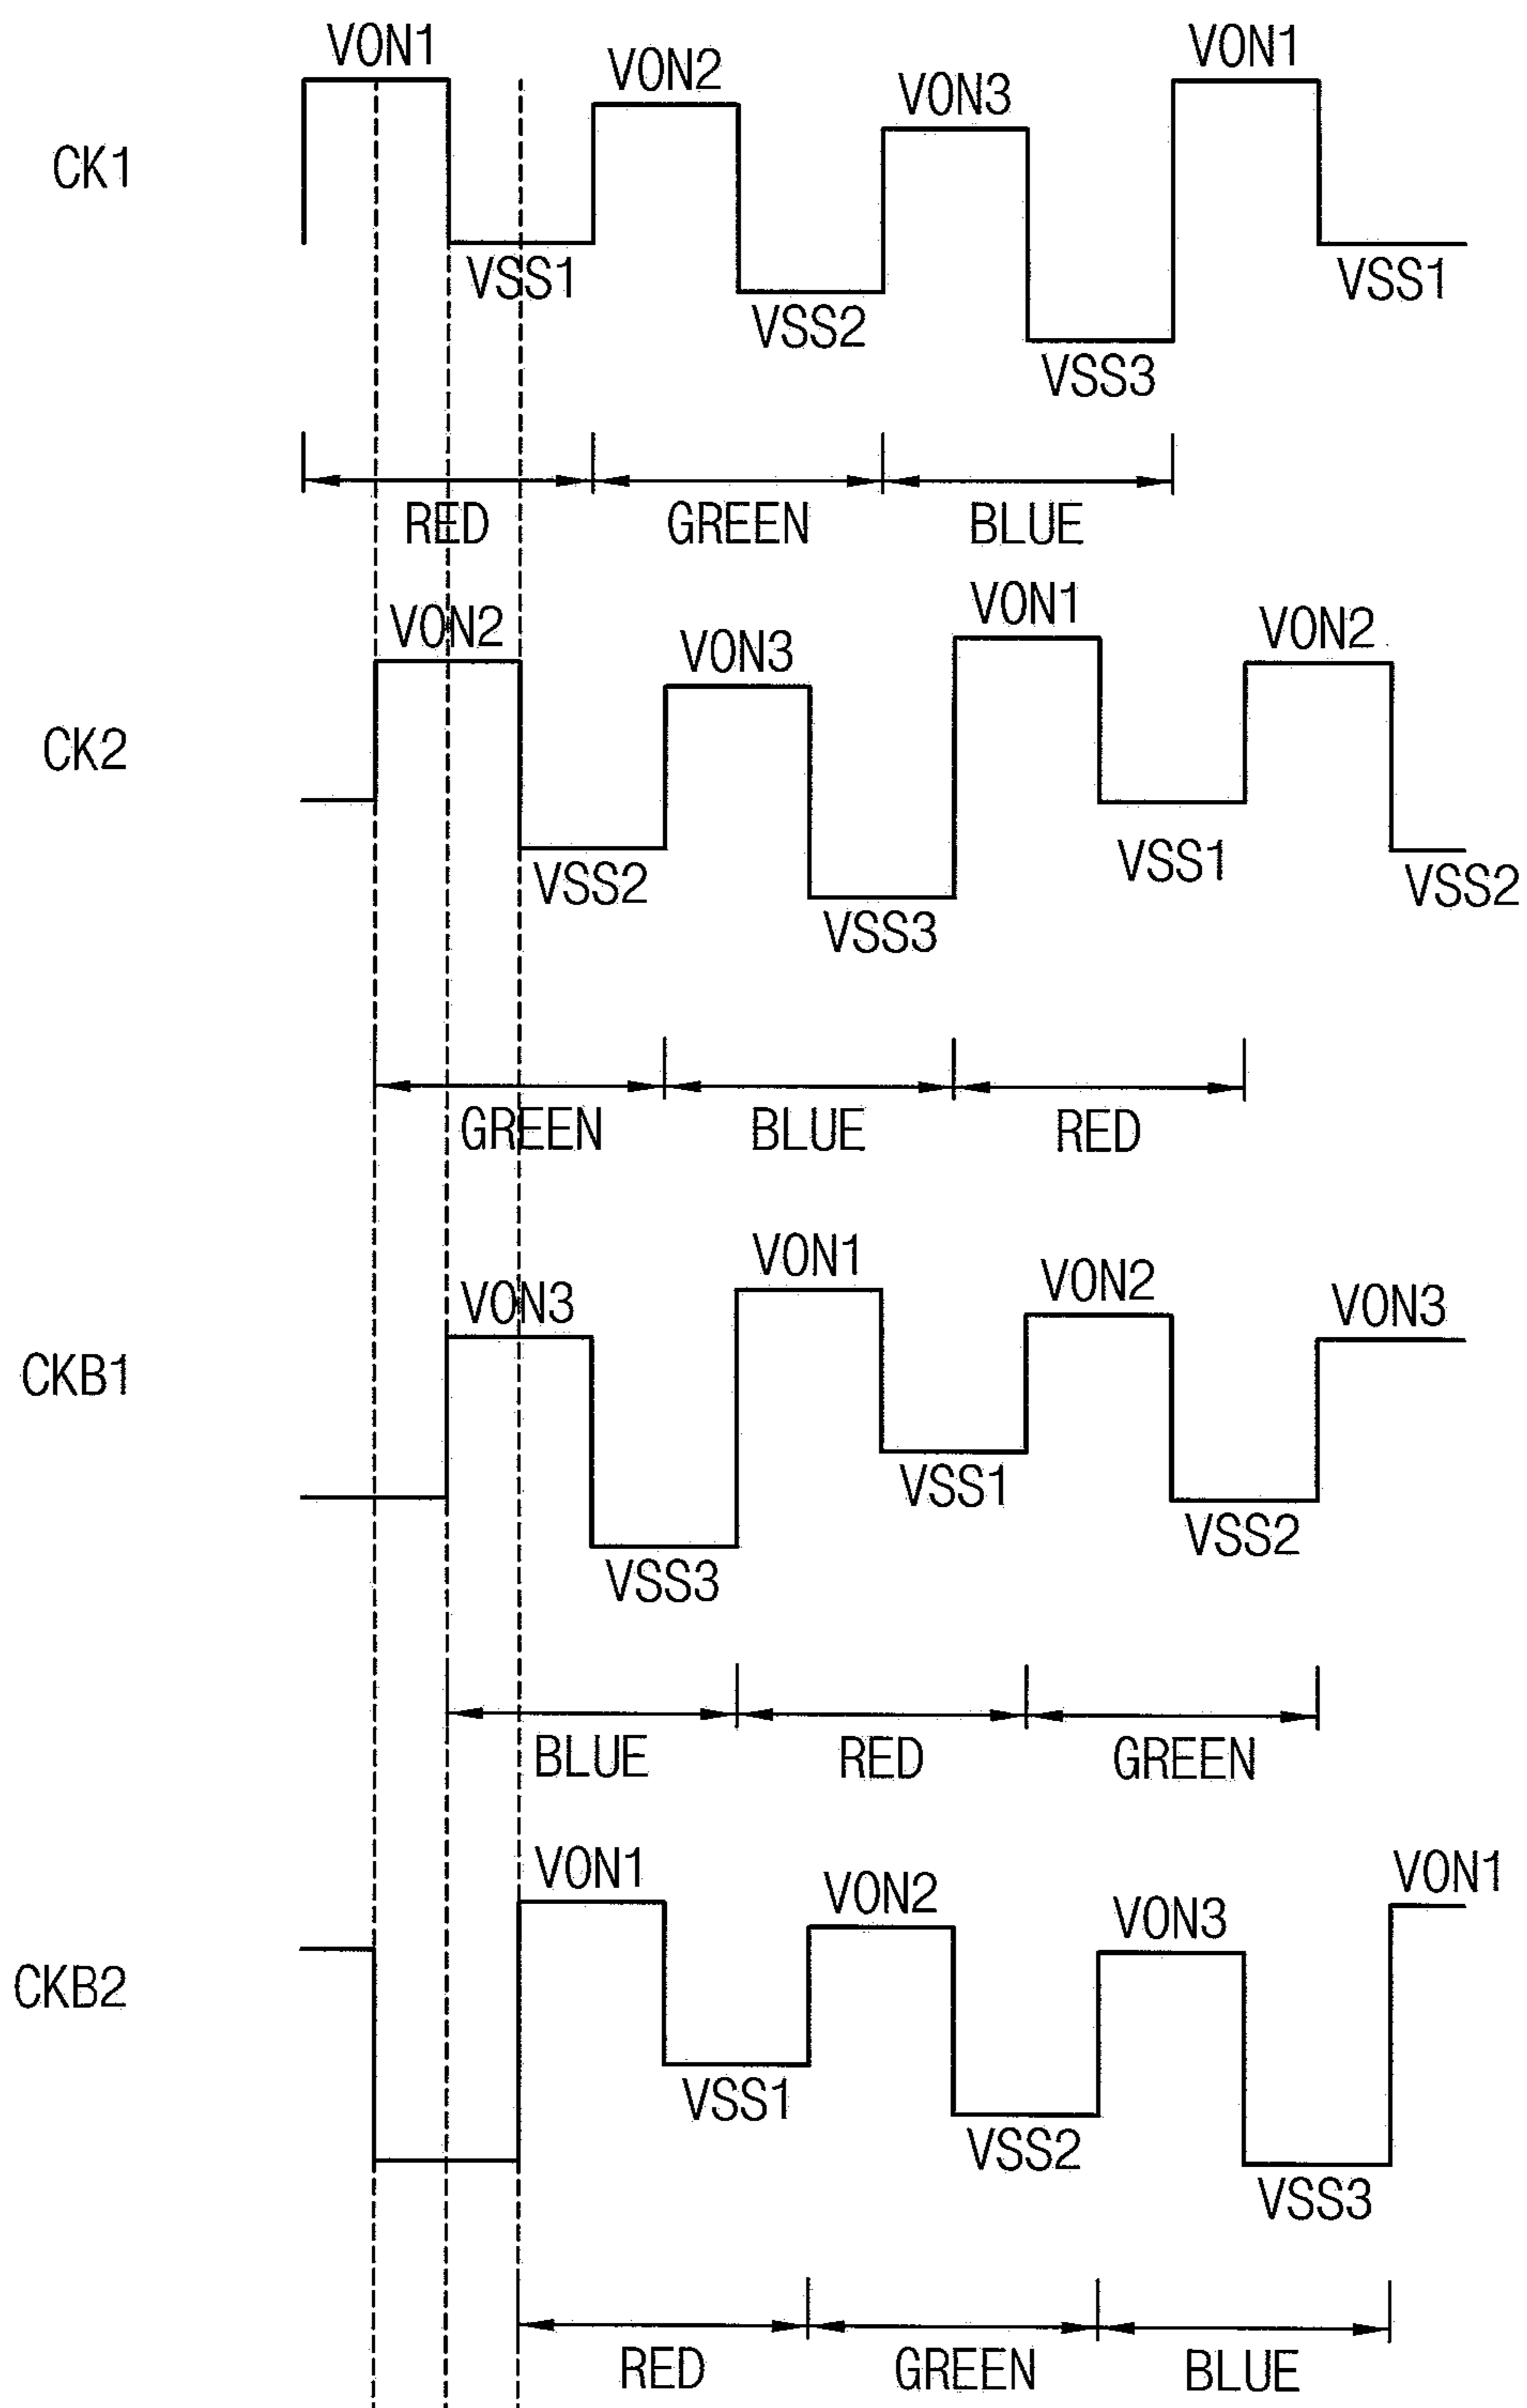 VON1
VON2
VON3
VON1
CK1
VSS1
VSS2
VSS3
VSS1
RED
GREEN
BLUE
VON2
VON3
VON1
VON2
CK2
VSS2
VSS3
VSS1
VSS2
GREEN
BLUE
RED
VON3
VON1
VON2
VON3
CKB1
VSS3
VSS1
VSS2
BLUE
RED
GREEN
VON1
VON2
VON3
VON1
CKB2
VSS1
VSS2
VSS3
RED
GREEN
BLUE